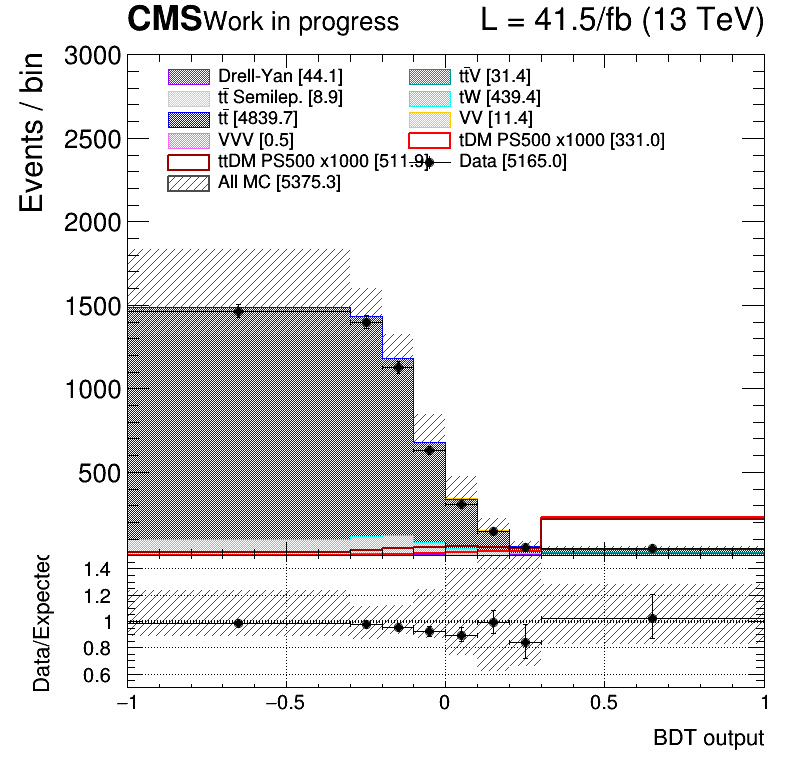 CMS Work in progress L = 41.5/fb (13 TeV)
Events / bin
3000
2500
2000
1500
1000
500
Drell-Yan [44.1]
tt̄V [31.4]
tt̄ Semilep. [8.9]
tW [439.4]
tt̄ [4839.7]
VV [11.4]
VVV [0.5]
tDM PS500 x1000 [331.0]
ttDM PS500 x1000 [511.9]
Data [5165.0]
All MC [5375.3]
Data/Expected
1.4
1.2
1
0.8
0.6
−1 −0.5 0 0.5 1
BDT output